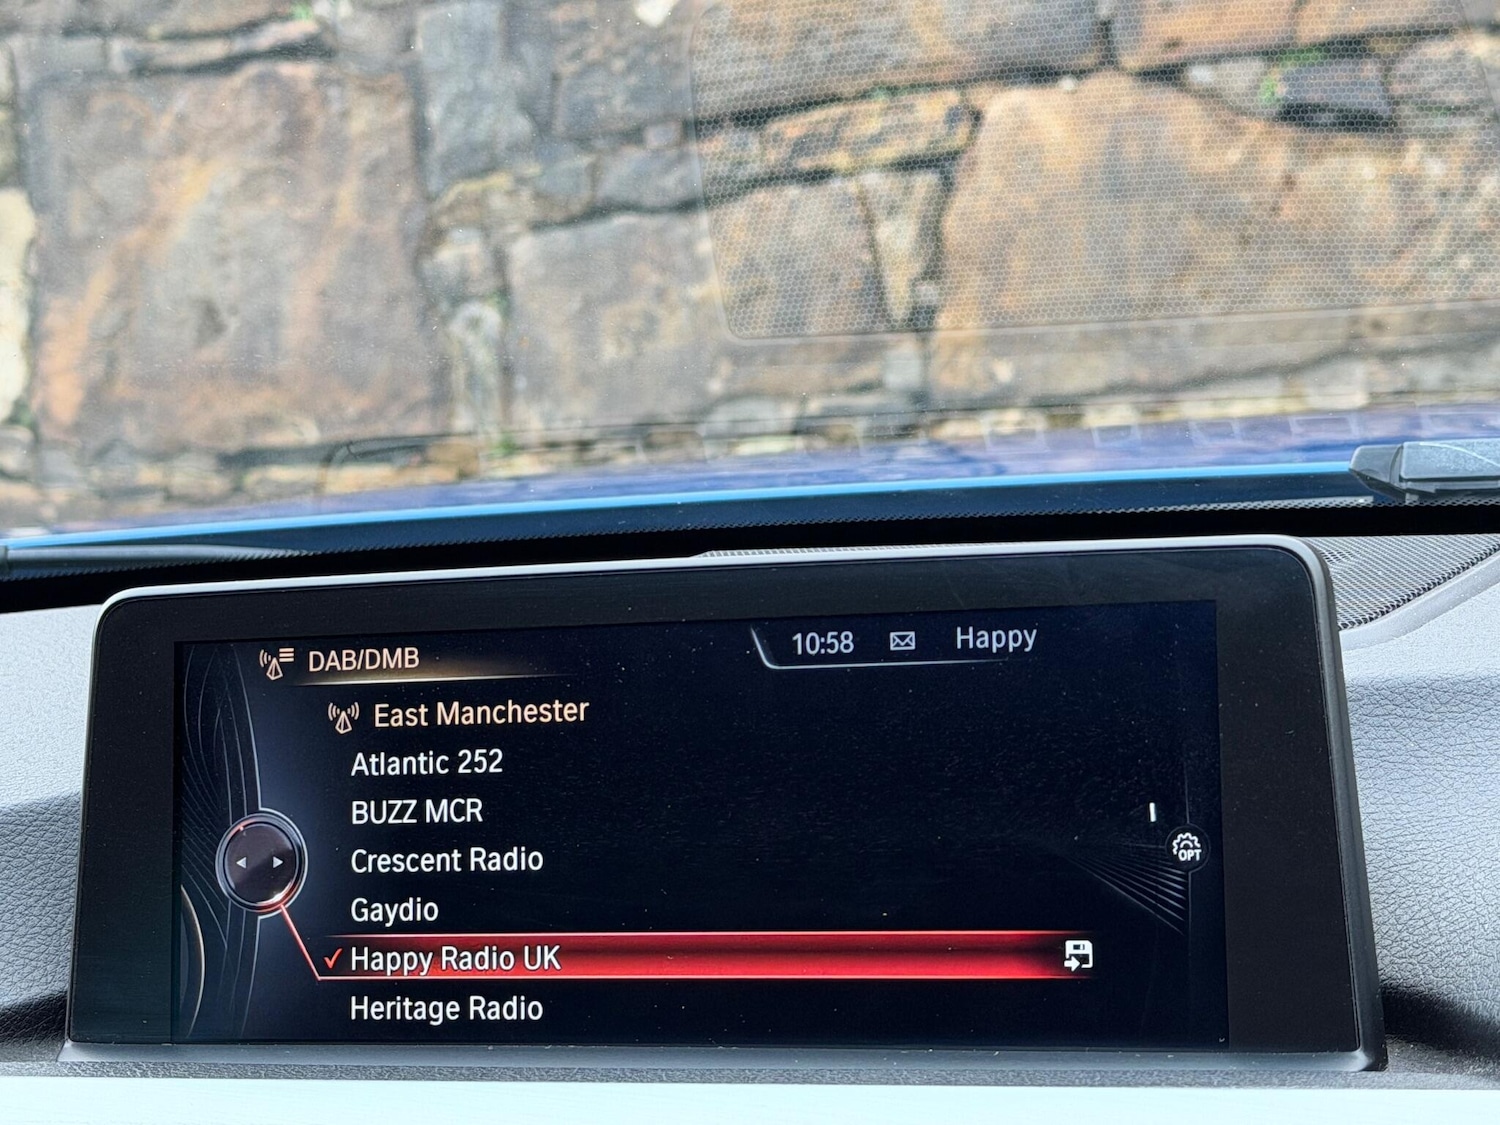 DAB/DMB
10:58 Happy
East Manchester
Atlantic 252
BUZZ MCR
Crescent Radio
OPT
Gaydio
Happy Radio UK
Heritage Radio